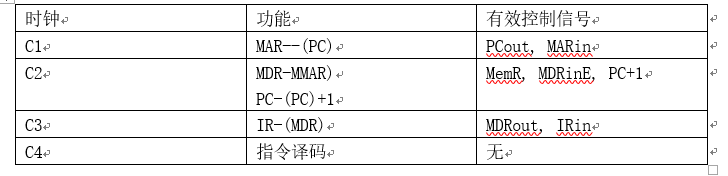 时钟 功能 有效控制信号
C1 MAR--(PC) PCout, MARin
C2 MDR-MMAR) MemR, MDRinE, PC+1
PC-(PC)+1
C3 IR-(MDR) MDRout, IRin
C4 指令译码 无